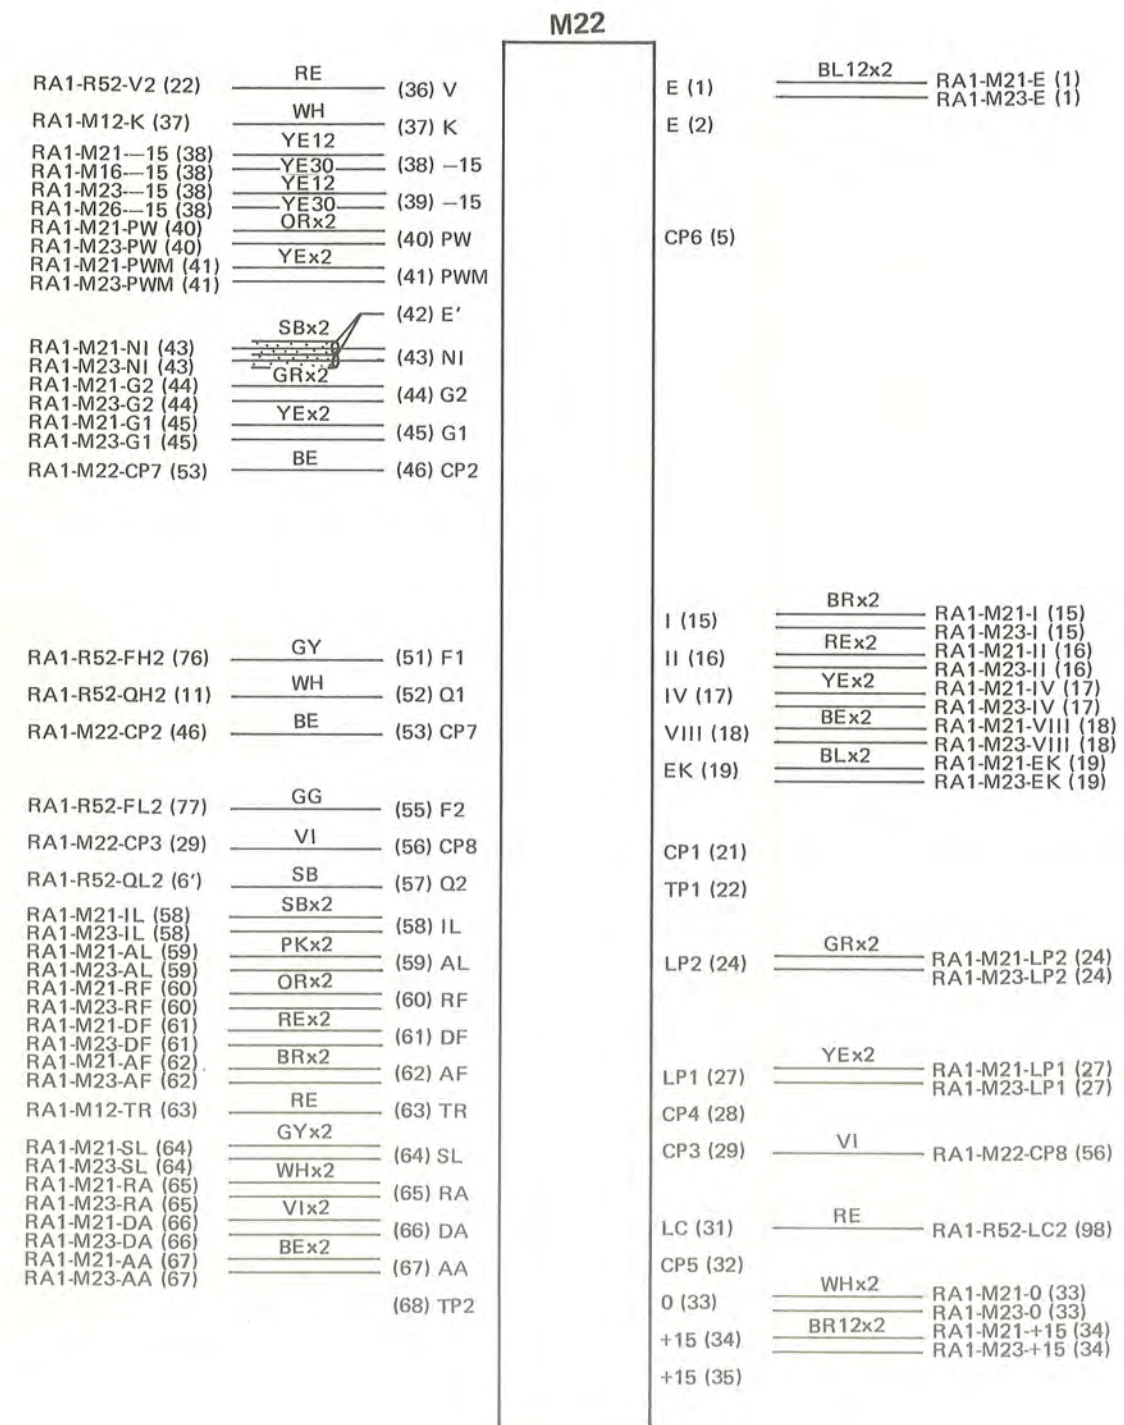 M22
RA1-R52-V2 (22) RE (36) V
RA1-M12-K (37) WH (37) K
RA1-M21-–15 (38) YE12
RA1-M16-–15 (38) YE30 (38) –15
RA1-M23-–15 (38) YE12
RA1-M26-–15 (38) YE30 (39) –15
RA1-M21-PW (40) ORx2
RA1-M23-PW (40) (40) PW
RA1-M21-PWM (41) YEx2
RA1-M23-PWM (41) (41) PWM
(42) E'
RA1-M21-NI (43) SBx2
RA1-M23-NI (43) (43) NI
RA1-M21-G2 (44) GRx2
RA1-M23-G2 (44) (44) G2
RA1-M21-G1 (45) YEx2
RA1-M23-G1 (45) (45) G1
RA1-M22-CP7 (53) BE (46) CP2
RA1-R52-FH2 (76) GY (51) F1
RA1-R52-QH2 (11) WH (52) Q1
RA1-M22-CP2 (46) BE (53) CP7
RA1-R52-FL2 (77) GG (55) F2
RA1-M22-CP3 (29) VI (56) CP8
RA1-R52-QL2 (6') SB (57) Q2
RA1-M21-IL (58) SBx2
RA1-M23-IL (58) (58) IL
RA1-M21-AL (59) PKx2
RA1-M23-AL (59) (59) AL
RA1-M21-RF (60) ORx2
RA1-M23-RF (60) (60) RF
RA1-M21-DF (61) REx2
RA1-M23-DF (61) (61) DF
RA1-M21-AF (62) BRx2
RA1-M23-AF (62) (62) AF
RA1-M12-TR (63) RE (63) TR
RA1-M21-SL (64) GYx2
RA1-M23-SL (64) (64) SL
RA1-M21-RA (65) WHx2
RA1-M23-RA (65) (65) RA
RA1-M21-DA (66) VIx2
RA1-M23-DA (66) (66) DA
RA1-M21-AA (67) BEx2
RA1-M23-AA (67) (67) AA
(68) TP2
E (1) BL12x2 RA1-M21-E (1)
RA1-M23-E (1)
E (2)
CP6 (5)
I (15) BRx2 RA1-M21-I (15)
RA1-M23-I (15)
II (16) REx2 RA1-M21-II (16)
RA1-M23-II (16)
IV (17) YEx2 RA1-M21-IV (17)
RA1-M23-IV (17)
VIII (18) BEx2 RA1-M21-VIII (18)
RA1-M23-VIII (18)
EK (19) BLx2 RA1-M21-EK (19)
RA1-M23-EK (19)
CP1 (21)
TP1 (22)
LP2 (24) GRx2 RA1-M21-LP2 (24)
RA1-M23-LP2 (24)
LP1 (27) YEx2 RA1-M21-LP1 (27)
RA1-M23-LP1 (27)
CP4 (28)
CP3 (29) VI RA1-M22-CP8 (56)
LC (31) RE RA1-R52-LC2 (98)
CP5 (32)
0 (33) WHx2 RA1-M21-0 (33)
RA1-M23-0 (33)
+15 (34) BR12x2 RA1-M21-+15 (34)
RA1-M23-+15 (34)
+15 (35)